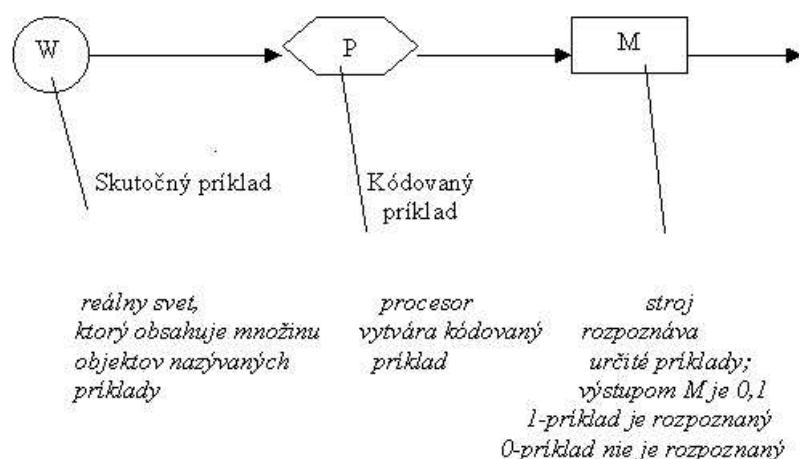 W
P
M
Skutočný príklad
Kódovaný
príklad
reálny svet,
ktorý obsahuje množinu
objektov nazývaných
príklady
procesor
vytvára kódovaný
príklad
stroj
rozpoznáva
určité príklady;
výstupom M je 0,1
1-príklad je rozpoznaný
0-príklad nie je rozpoznaný